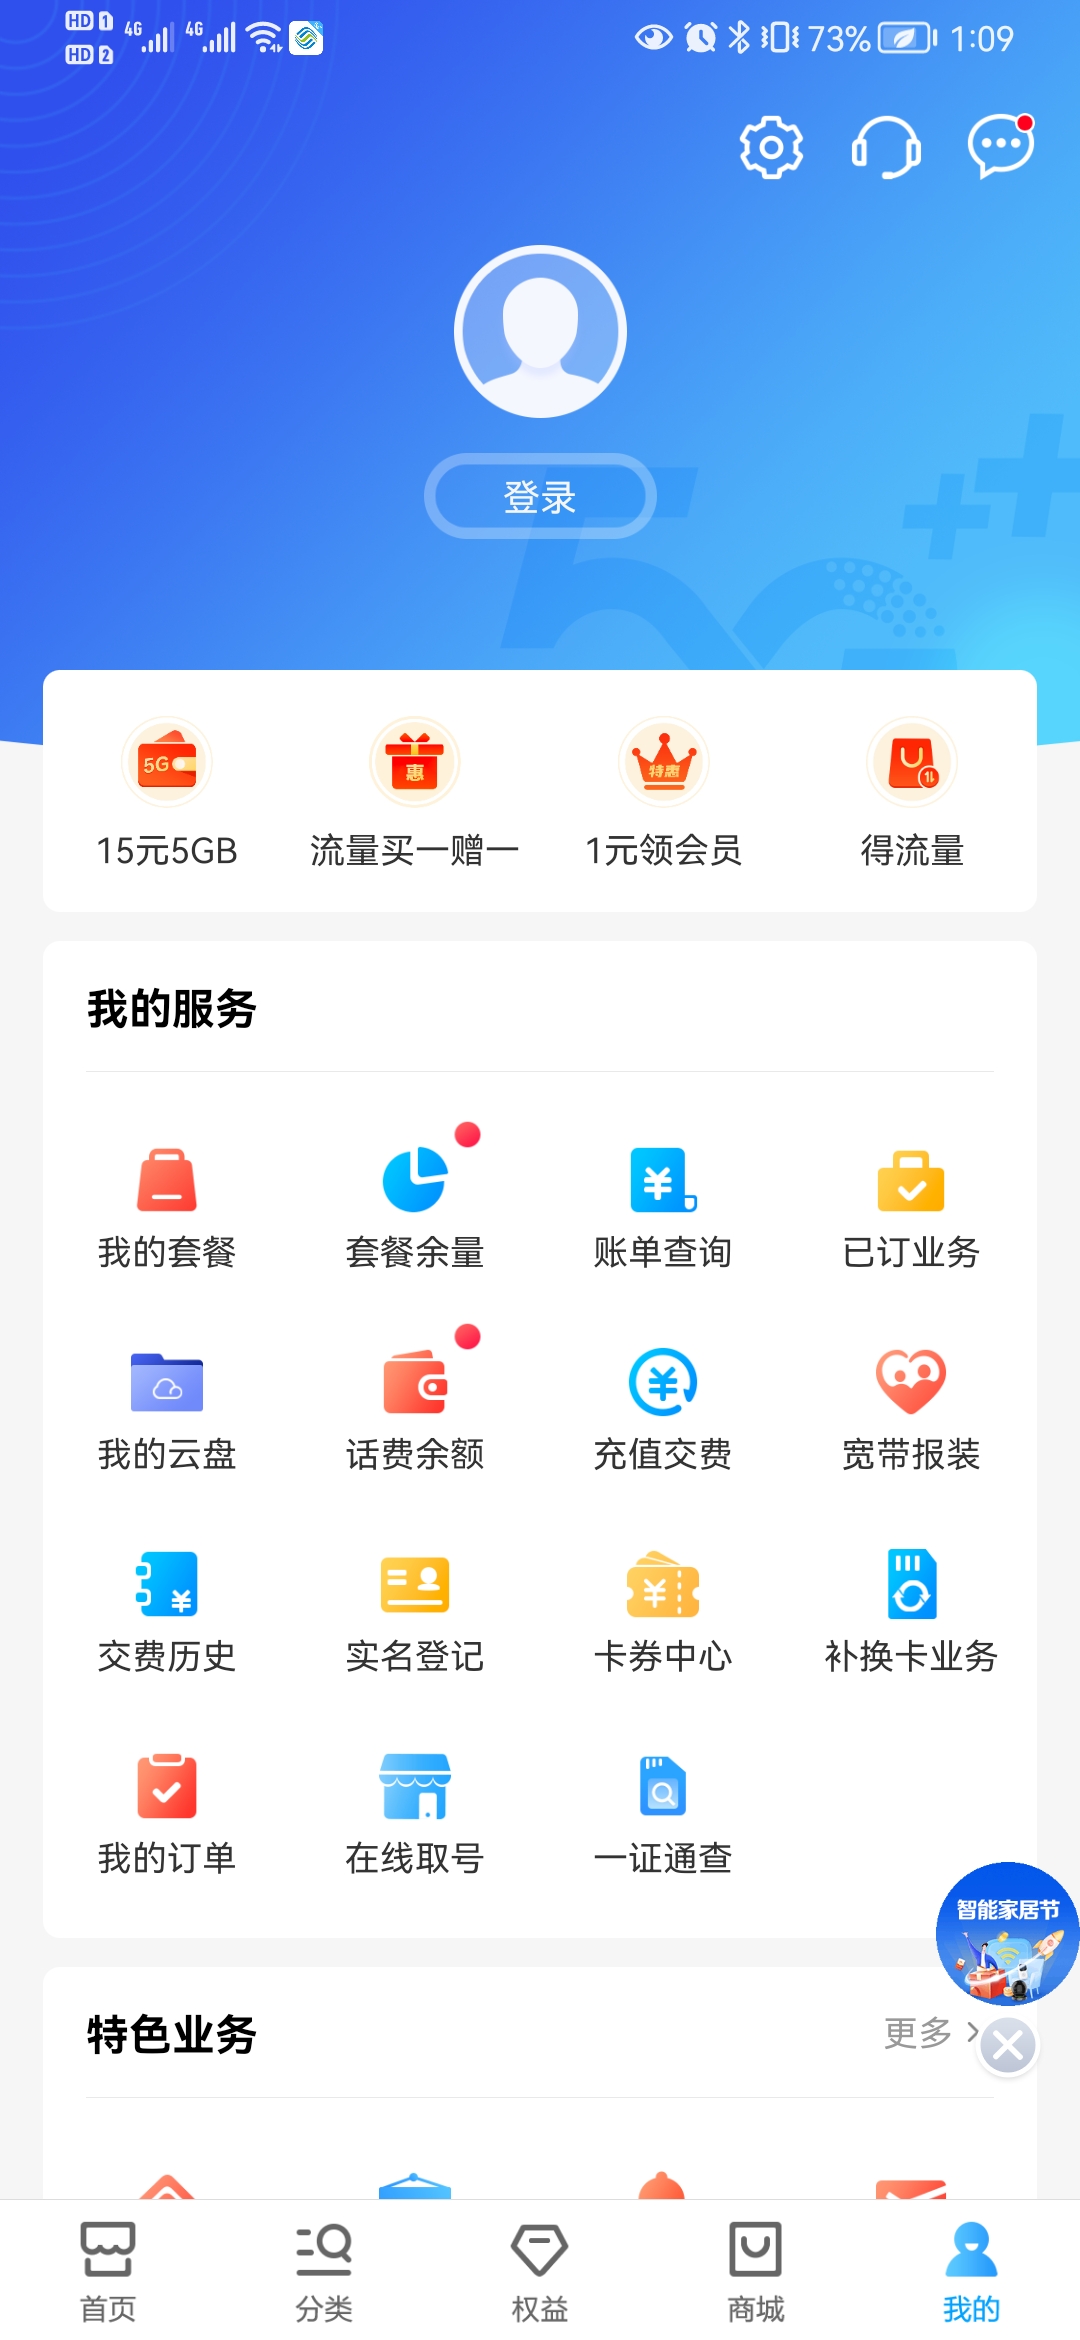 HD 1 4G 4G 73% 1:09
HD 2
登录
5G 惠 特惠
15元5GB 流量买一赠一 1元领会员 得流量
我的服务
我的套餐 套餐余量 账单查询 已订业务
我的云盘 话费余额 充值交费 宽带报装
交费历史 实名登记 卡券中心 补换卡业务
我的订单 在线取号 一证通查
智能家居节
特色业务 更多
首页 分类 权益 商城 我的